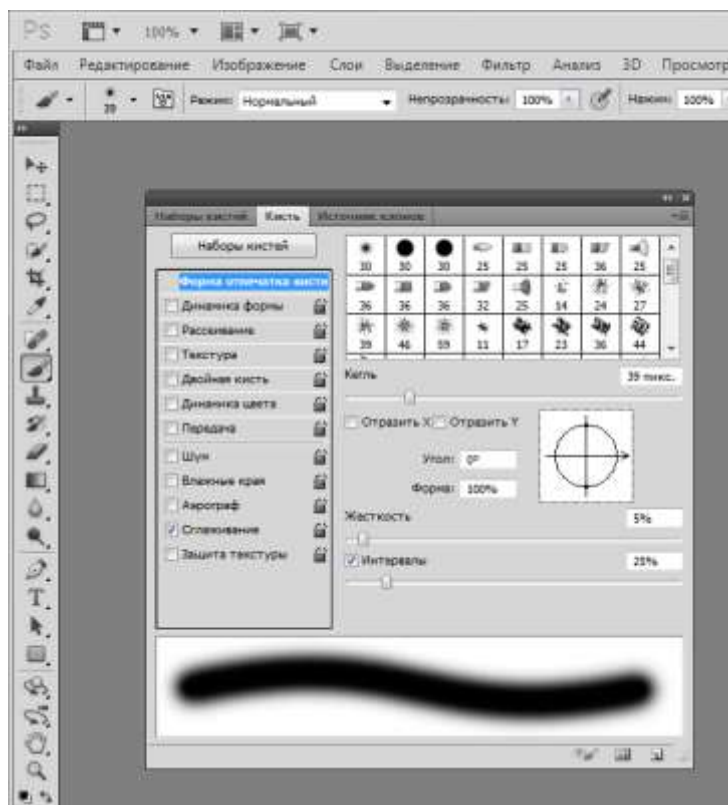 Ps 100%
Файл Редактирование Изображение Слои Выделение Фильтр Анализ 3D Просмотр
39 Режим: Нормальный Непрозрачность: 100% Нажим: 100%
Наборы кистей Кисть Источник клонов
Наборы кистей
30 30 30 25 25 25 36 25
Форма отпечатка кисти
36 36 36 32 25 14 24 27
Динамика формы
Рассеивание
39 46 59 11 17 23 36 44
Текстура
Кегль 39 пикс.
Двойная кисть
Динамика цвета
Отразить X Отразить Y
Передача
Угол: 0°
Шум
Форма: 100%
Влажные края
Аэрограф
Жесткость 5%
Сглаживание
Защита текстуры
Интервалы 25%
T